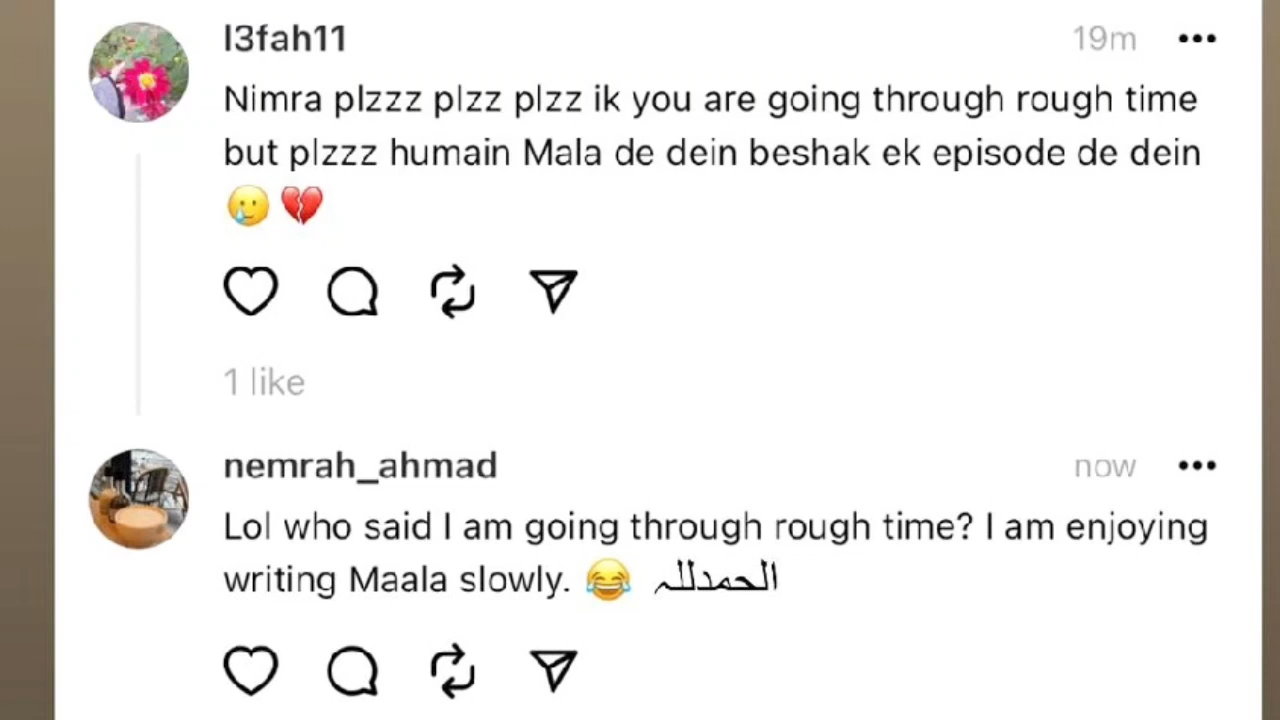 l3fah11 19m
Nimra plzzz plzz plzz ik you are going through rough time
but plzzz humain Mala de dein beshak ek episode de dein
🥲 💔
1 like
nemrah_ahmad now
Lol who said I am going through rough time? I am enjoying
writing Maala slowly. 😂 الحمدللہ